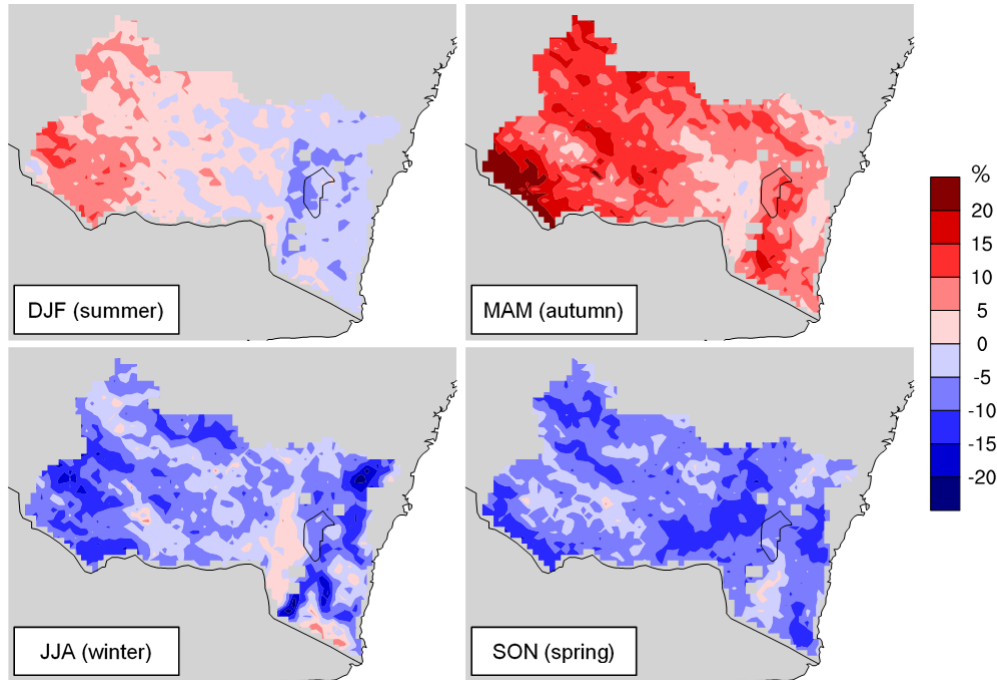 DJF (summer)
MAM (autumn)
JJA (winter)
SON (spring)
%
20
15
10
5
0
-5
-10
-15
-20